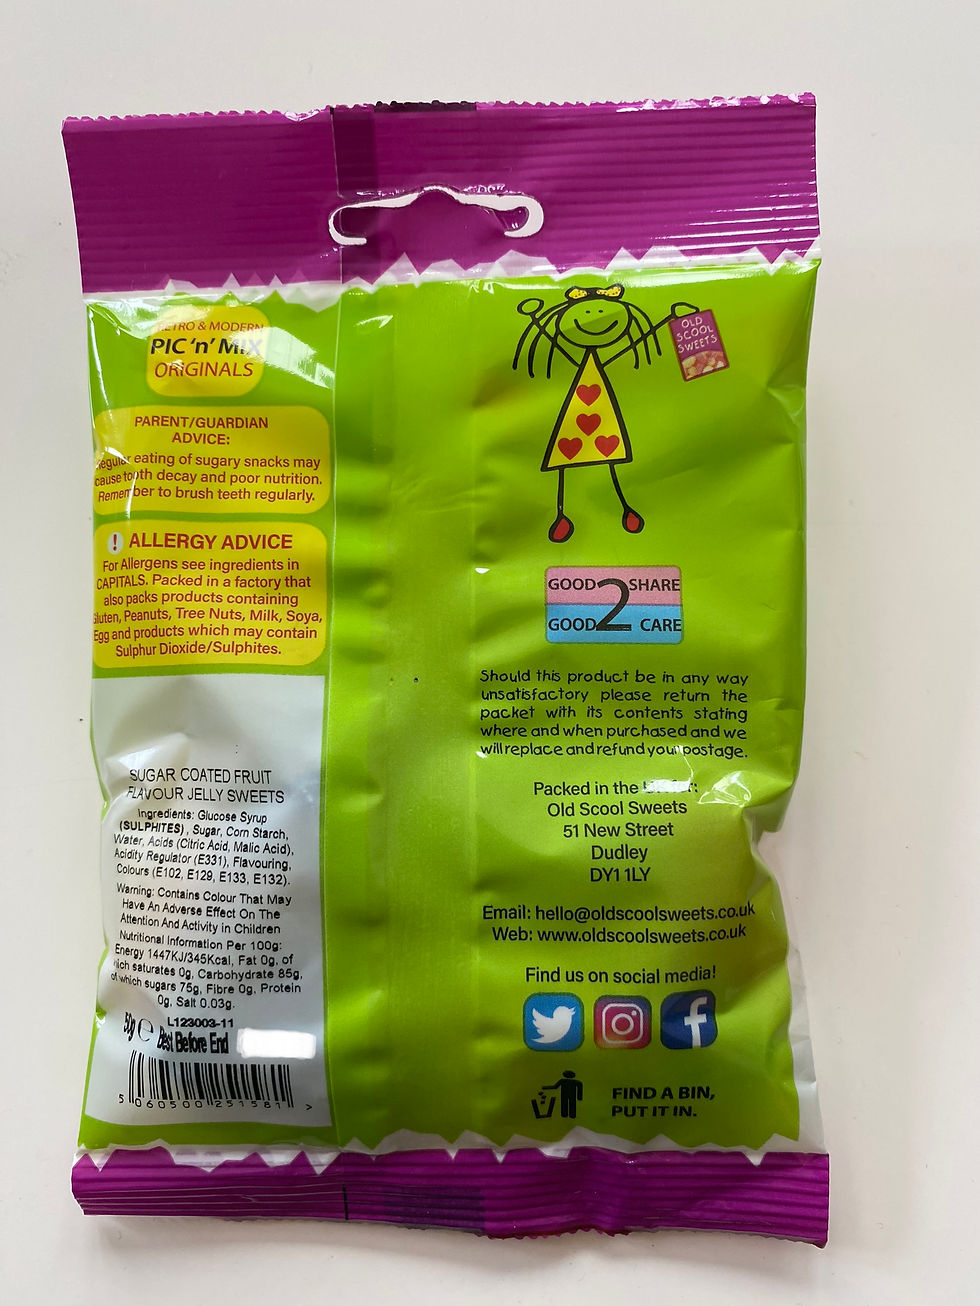 RETRO & MODERN
PIC 'n' MIX
ORIGINALS
PARENT/GUARDIAN
ADVICE:
Regular eating of sugary snacks may
cause tooth decay and poor nutrition.
Remember to brush teeth regularly.
! ALLERGY ADVICE
For Allergens see ingredients in
CAPITALS. Packed in a factory that
also packs products containing
Gluten, Peanuts, Tree Nuts, Milk, Soya,
Egg and products which may contain
Sulphur Dioxide/Sulphites.
SUGAR COATED FRUIT
FLAVOUR JELLY SWEETS
Ingredients: Glucose Syrup
(SULPHITES), Sugar, Corn Starch,
Water, Acids (Citric Acid, Malic Acid),
Acidity Regulator (E331), Flavouring,
Colours (E102, E129, E133, E132).
Warning: Contains Colour That May
Have An Adverse Effect On The
Attention And Activity in Children
Nutritional Information Per 100g:
Energy 1447KJ/345Kcal, Fat 0g, of
which saturates 0g, Carbohydrate 85g,
of which sugars 75g, Fibre 0g, Protein
0g, Salt 0.03g.
L123003-11
50g e Best Before End
5 060500 251581 >
OLD
SCOOL
SWEETS
GOOD 2 SHARE
GOOD 2 CARE
Should this product be in any way
unsatisfactory please return the
packet with its contents stating
where and when purchased and we
will replace and refund your postage.
Packed in the
Old Scool Sweets
51 New Street
Dudley
DY1 1LY
Email: hello@oldscoolsweets.co.uk
Web: www.oldscoolsweets.co.uk
Find us on social media!
FIND A BIN,
PUT IT IN.